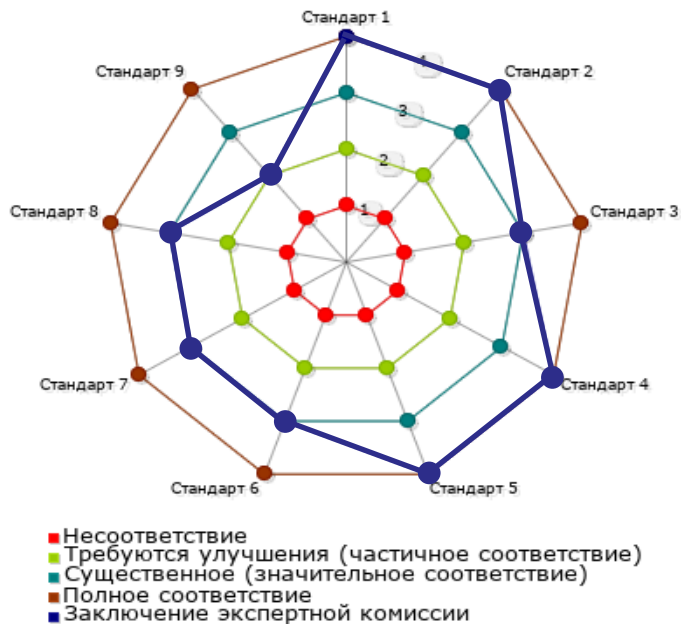 Стандарт 1
Стандарт 9
Стандарт 2
4
3
2
1
Стандарт 8
Стандарт 3
Стандарт 7
Стандарт 4
Стандарт 6
Стандарт 5
Несоответствие
Требуются улучшения (частичное соответствие)
Существенное (значительное соответствие)
Полное соответствие
Заключение экспертной комиссии